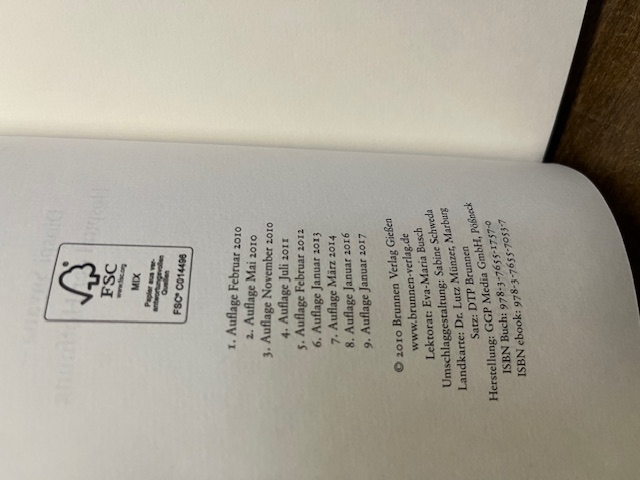 FSC
www.fsc.org
MIX
Papier aus ver-
antwortungsvollen
Quellen
FSC® C014496
1. Auflage Februar 2010
2. Auflage Mai 2010
3. Auflage November 2010
4. Auflage Juli 2011
5. Auflage Februar 2012
6. Auflage Januar 2013
7. Auflage März 2014
8. Auflage Januar 2016
9. Auflage Januar 2017
© 2010 Brunnen Verlag Gießen
www.brunnen-verlag.de
Lektorat: Eva-Maria Busch
Umschlaggestaltung: Sabine Schweda
Landkarte: Dr. Lutz Münzer, Marburg
Satz: DTP Brunnen
Herstellung: GGP Media GmbH, Pößneck
ISBN Buch: 978-3-7655-1757-0
ISBN ebook: 978-3-7655-7055-7